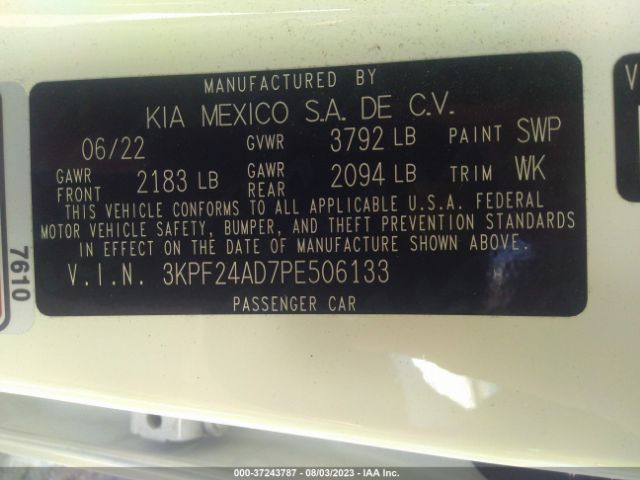 MANUFACTURED BY
KIA MEXICO S.A. DE C.V.
06/22 GVWR 3792 LB PAINT SWP
GAWR FRONT 2183 LB GAWR REAR 2094 LB TRIM WK
THIS VEHICLE CONFORMS TO ALL APPLICABLE U.S.A. FEDERAL
MOTOR VEHICLE SAFETY, BUMPER, AND THEFT PREVENTION STANDARDS
IN EFFECT ON THE DATE OF MANUFACTURE SHOWN ABOVE.
V.I.N. 3KPF24AD7PE506133
PASSENGER CAR
7610
V
000-37243787 - 08/03/2023 - IAA Inc.